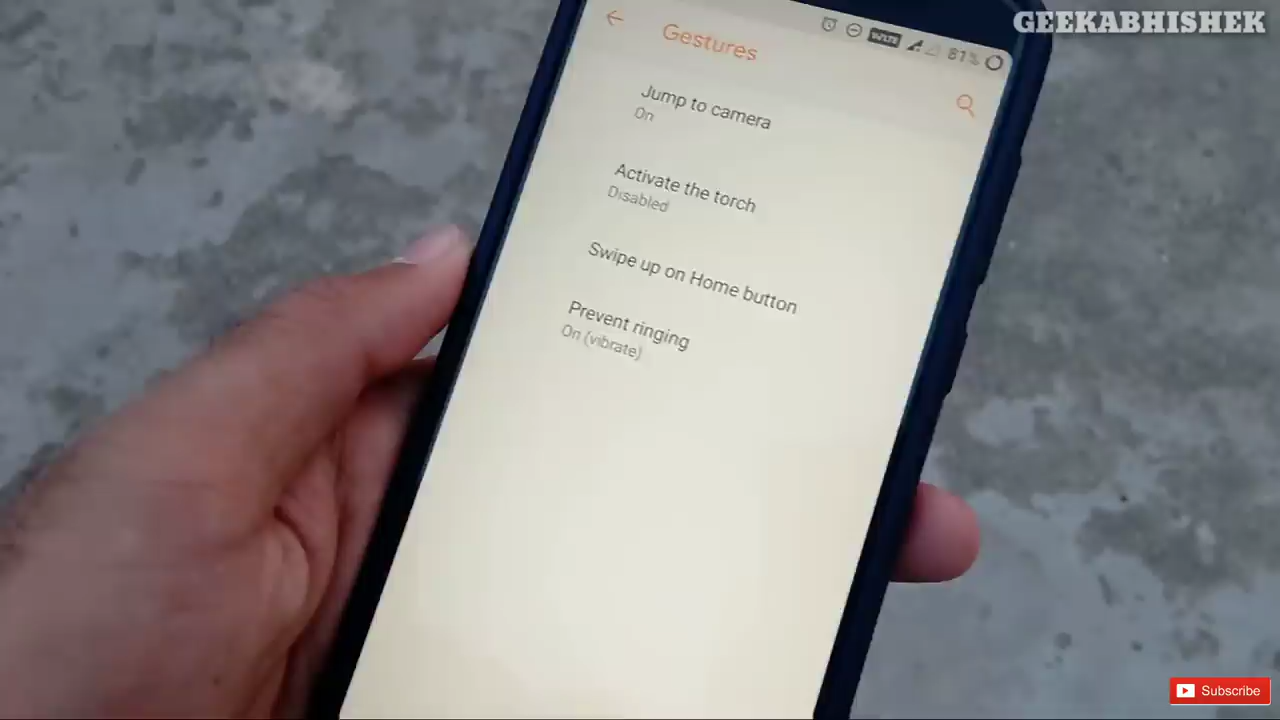 GEEKABHISHEK
81%
Gestures
Jump to camera
On
Activate the torch
Disabled
Swipe up on Home button
Prevent ringing
On (vibrate)
Subscribe